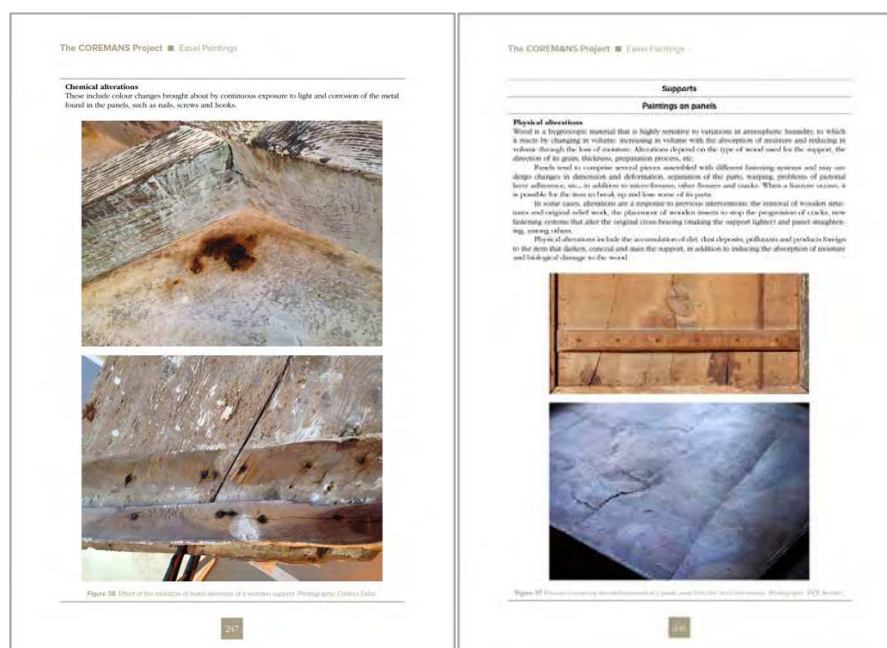 The COREMANS Project ■ Easel Paintings
Chemical alterations
These include colour changes brought about by continuous exposure to light and corrosion of the metal
found in the panels, such as nails, screws and hooks.
Figure 38. Effect of the oxidation of metal elements of a wooden support. Photographs: Cristina Salas.
247
The COREMANS Project ■ Easel Paintings
Supports
Paintings on panels
Physical alterations
Wood is a hygroscopic material that is highly sensitive to variations in atmospheric humidity, to which
it reacts by changing in volume: increasing in volume with the absorption of moisture and reducing in
volume through the loss of moisture. Alterations depend on the type of wood used for the support, the
direction of its grain, thickness, preparation process, etc.
Panels tend to comprise several pieces assembled with different fastening systems and may un-
dergo changes in dimension and deformation, separation of the parts, warping, problems of pictorial
layer adherence, etc., in addition to micro-fissures, other fissures and cracks. When a fracture occurs, it
is possible for the item to break up and lose some of its parts.
In some cases, alterations are a response to previous interventions: the removal of wooden struc-
tures and original relief work, the placement of wooden inserts to stop the progression of cracks, new
fastening systems that alter the original cross-bracing (making the support lighter) and panel straighten-
ing, among others.
Physical alterations include the accumulation of dirt, dust deposits, pollutants and products foreign
to the item that darken, conceal and stain the support, in addition to inducing the absorption of moisture
and biological damage to the wood.
Figure 37.